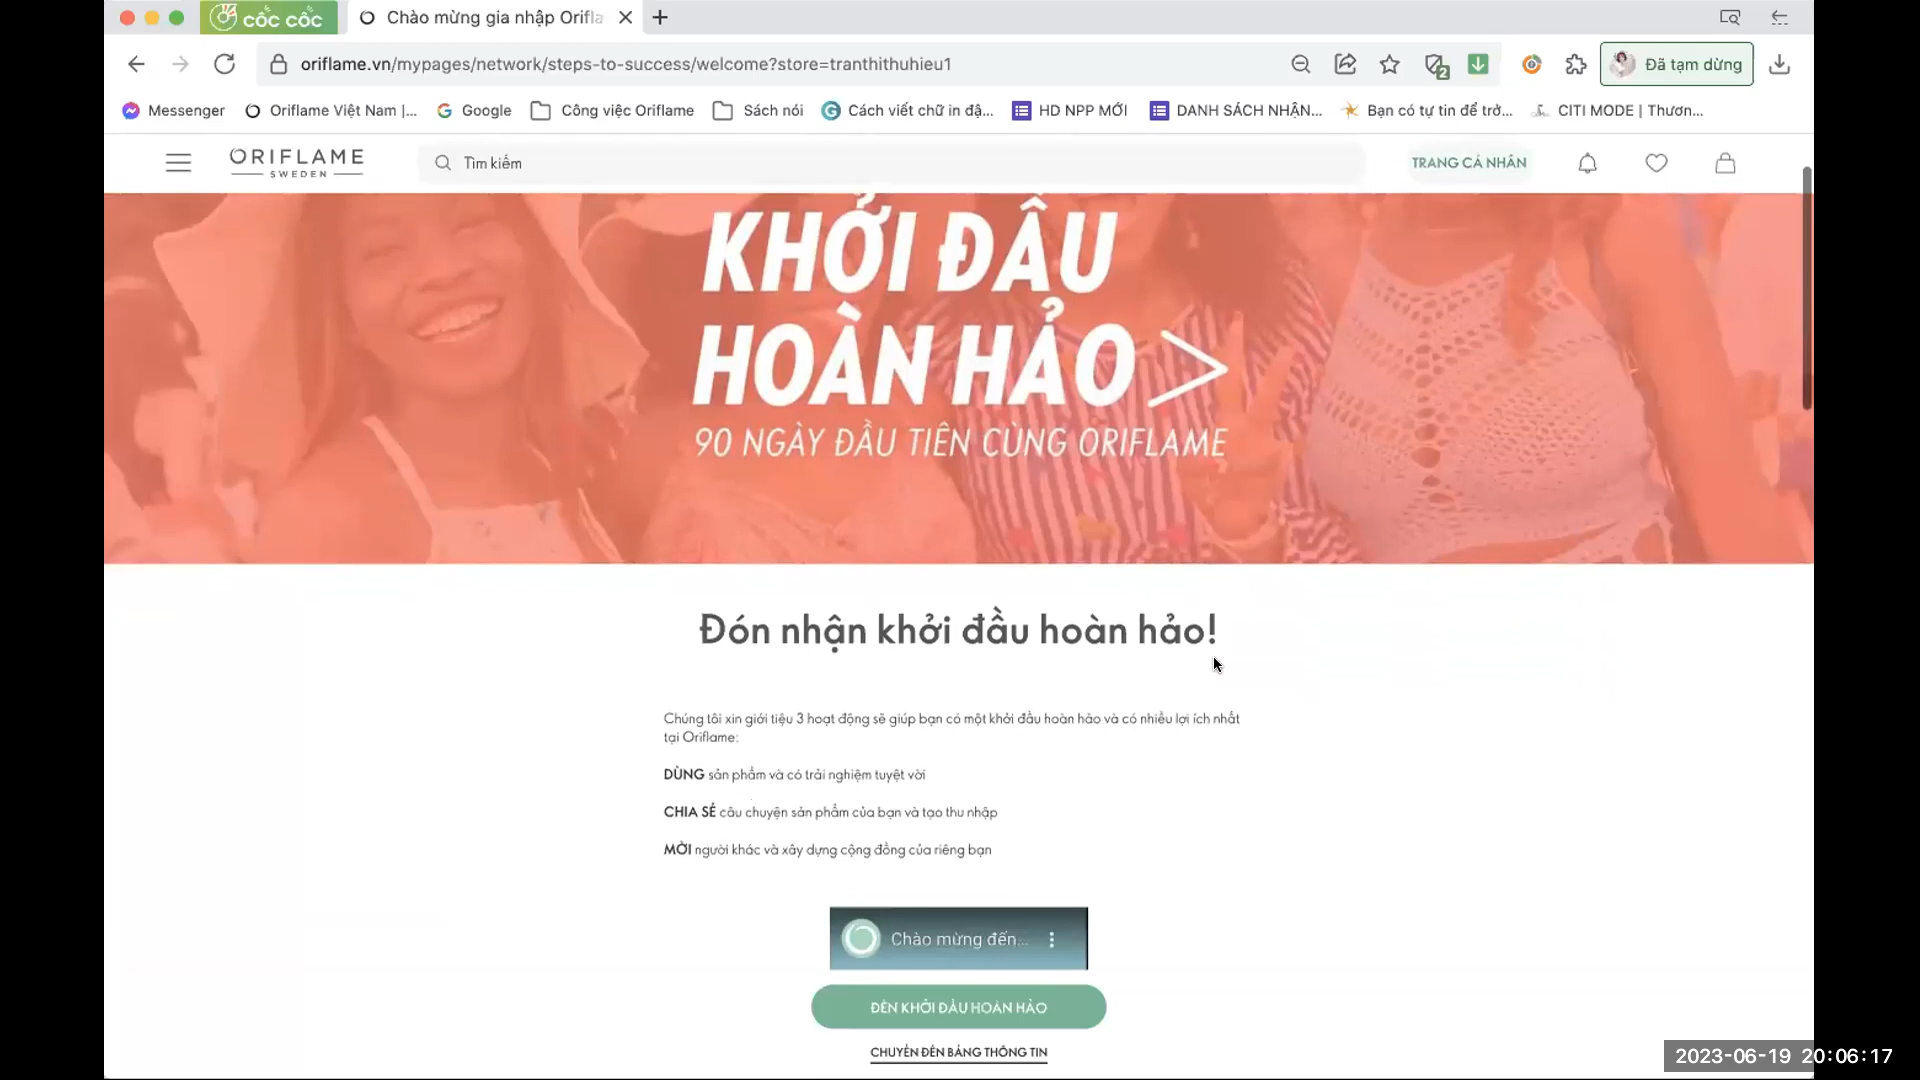 cốc cốc
Chào mừng gia nhập Orifla
oriflame.vn/mypages/network/steps-to-success/welcome?store=tranthithuhieu1
2
Đã tạm dừng
Messenger
Oriflame Việt Nam |...
Google
Công việc Oriflame
Sách nói
Cách viết chữ in đậ...
HD NPP MỚI
DANH SÁCH NHẬN...
Bạn có tự tin để trở...
CITI MODE | Thươn...
ORIFLAME
SWEDEN
Tìm kiếm
TRANG CÁ NHÂN
KHỞI ĐẦU
HOÀN HẢO >
90 NGÀY ĐẦU TIÊN CÙNG ORIFLAME
Đón nhận khởi đầu hoàn hảo!
Chúng tôi xin giới tiệu 3 hoạt động sẽ giúp bạn có một khởi đầu hoàn hảo và có nhiều lợi ích nhất
tại Oriflame:
DÙNG sản phẩm và có trải nghiệm tuyệt vời
CHIA SẺ câu chuyện sản phẩm của bạn và tạo thu nhập
MỜI người khác và xây dựng cộng đồng của riêng bạn
Chào mừng đến...
ĐẾN KHỞI ĐẦU HOÀN HẢO
CHUYỂN ĐẾN BẢNG THÔNG TIN
2023-06-19 20:06:17